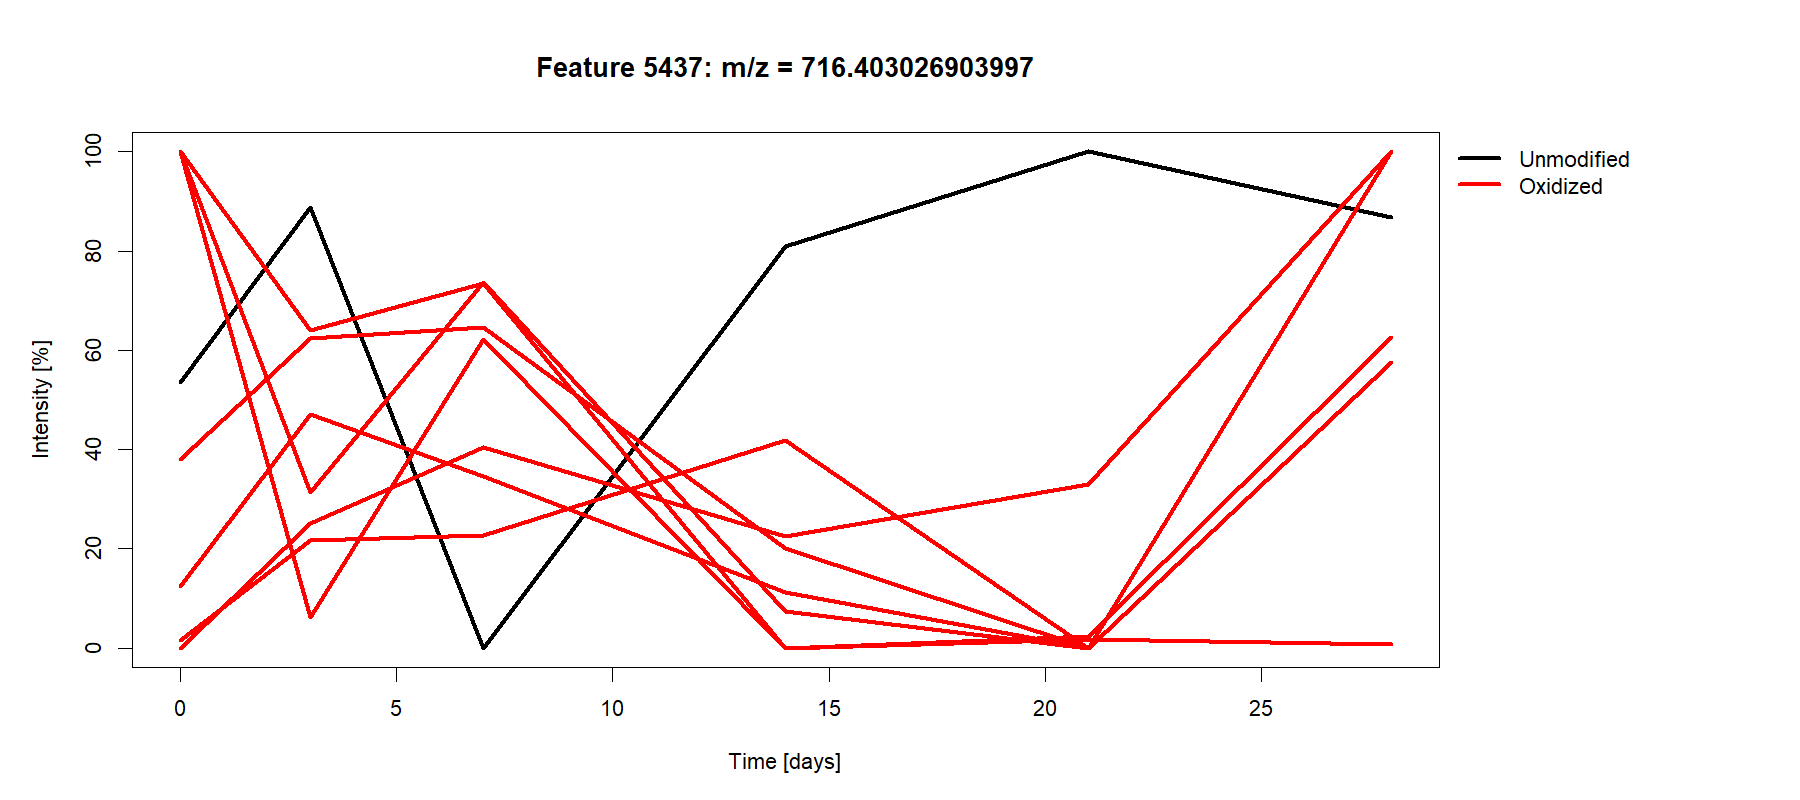 Feature 5437: m/z = 716.403026903997
Unmodified
Oxidized
Intensity [%]
100
80
60
40
20
0
0 5 10 15 20 25
Time [days]